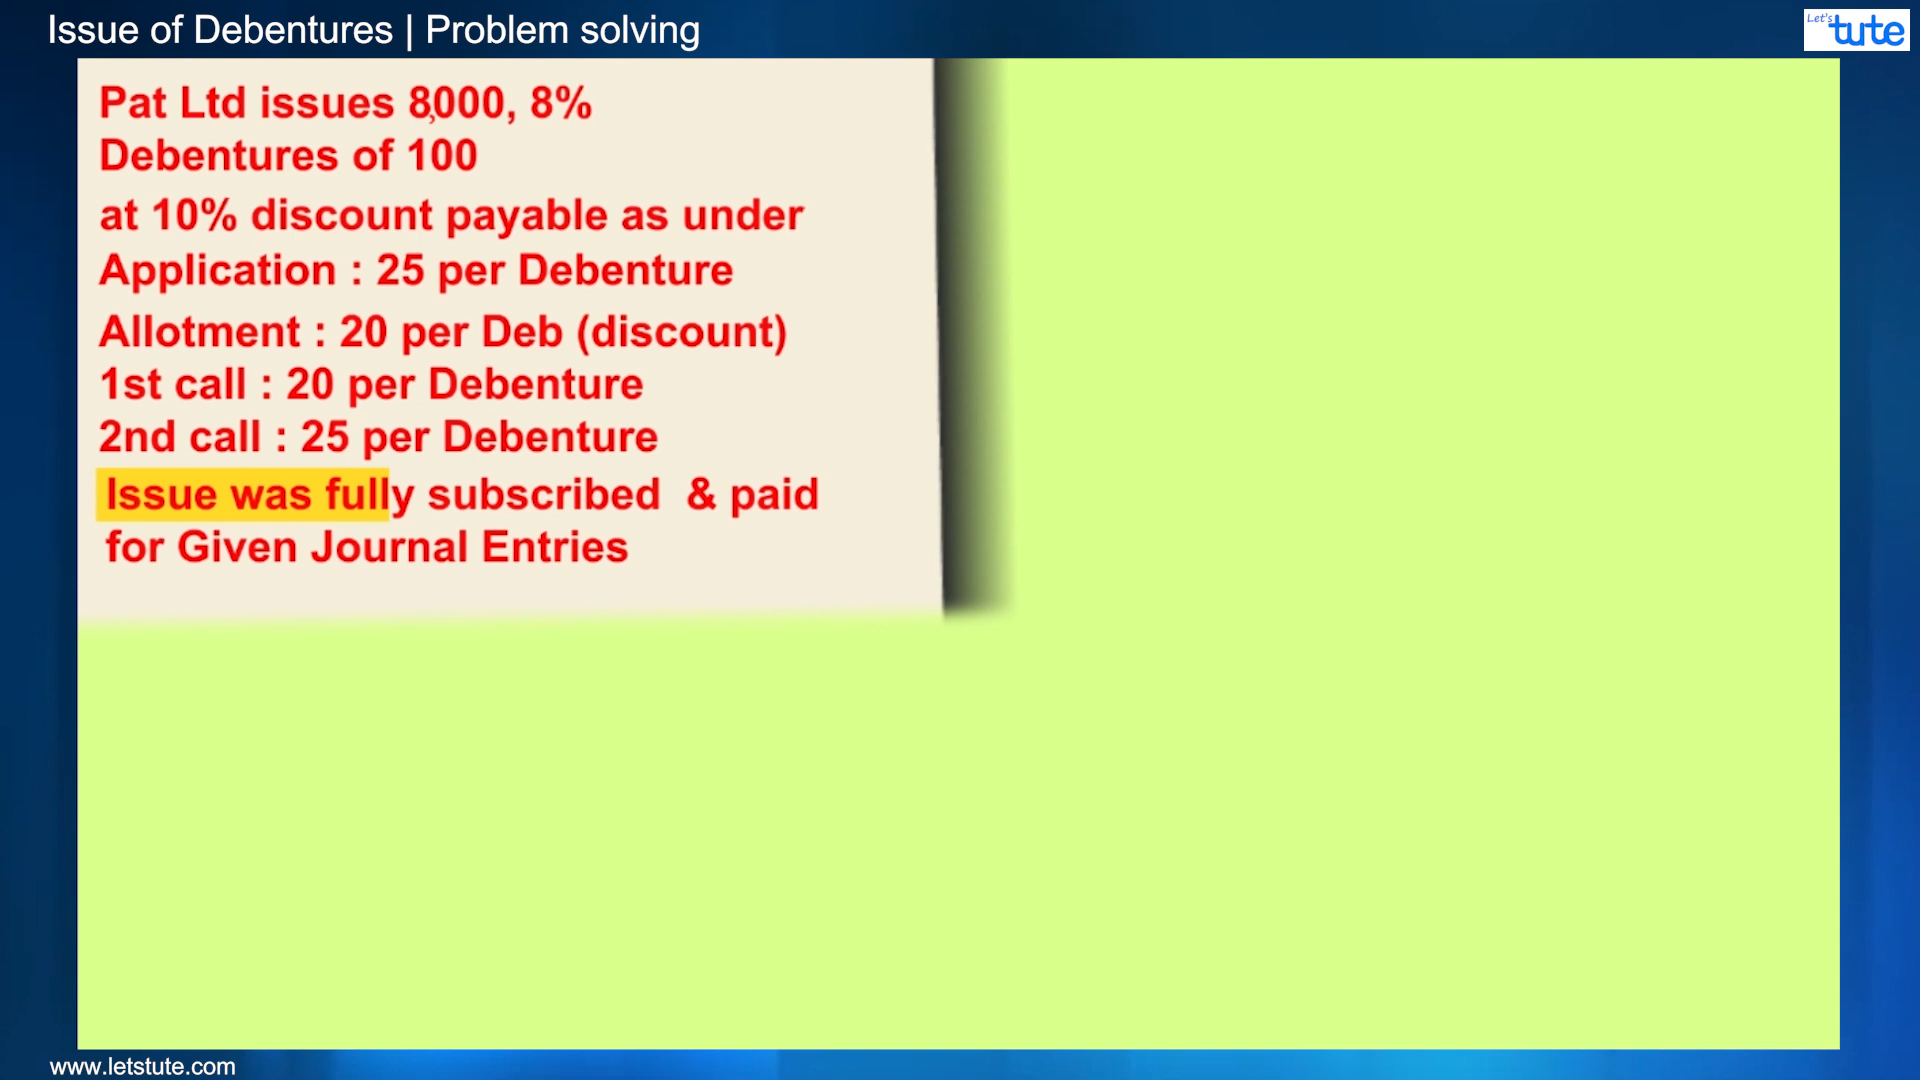 Issue of Debentures | Problem solving
Let's tute
Pat Ltd issues 8,000, 8%
Debentures of 100
at 10% discount payable as under
Application : 25 per Debenture
Allotment : 20 per Deb (discount)
1st call : 20 per Debenture
2nd call : 25 per Debenture
Issue was fully subscribed & paid
for Given Journal Entries
www.letstute.com